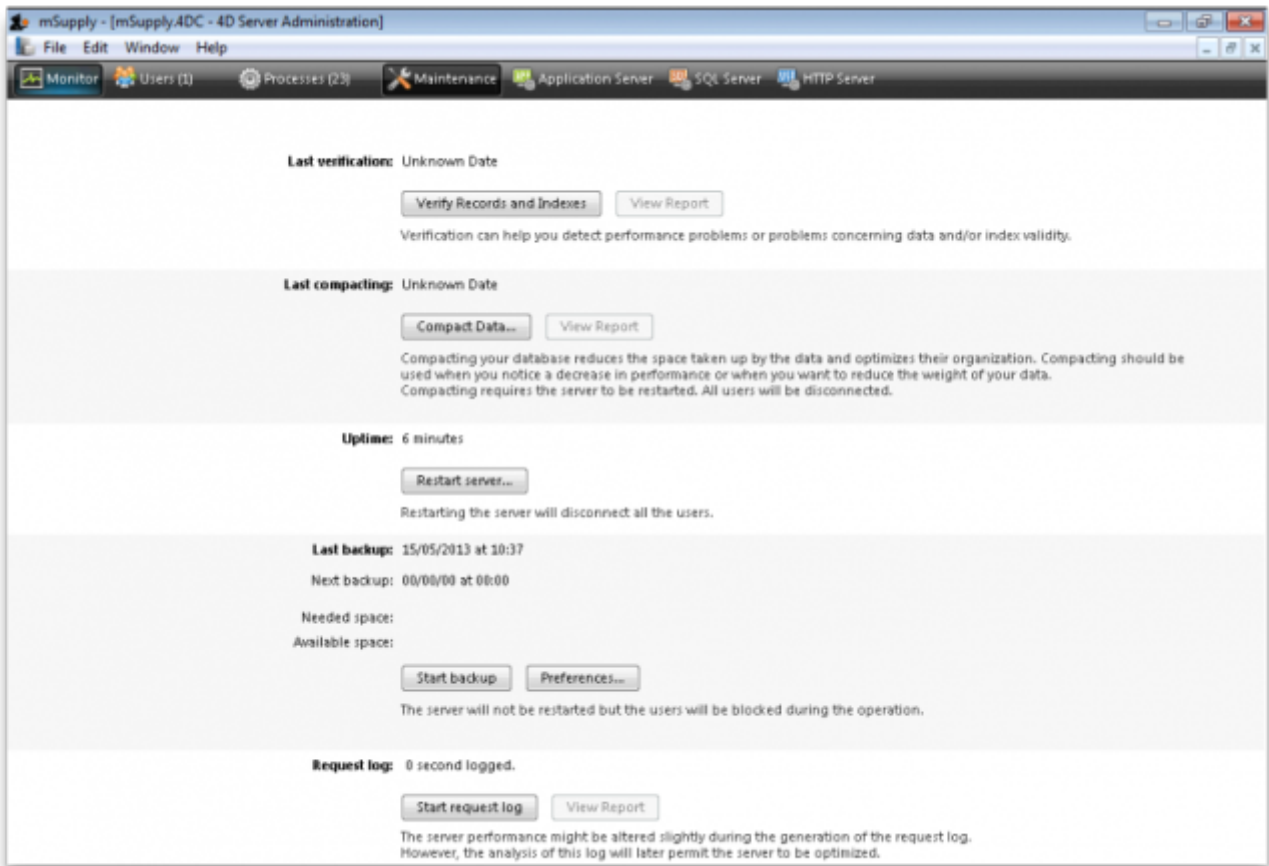 mSupply - [mSupply.4DC - 4D Server Administration]
File Edit Window Help
Monitor Users (1) Processes (23) Maintenance Application Server SQL Server HTTP Server
Last verification: Unknown Date
Verify Records and Indexes View Report
Verification can help you detect performance problems or problems concerning data and/or index validity.
Last compacting: Unknown Date
Compact Data... View Report
Compacting your database reduces the space taken up by the data and optimizes their organization. Compacting should be
used when you notice a decrease in performance or when you want to reduce the weight of your data.
Compacting requires the server to be restarted. All users will be disconnected.
Uptime: 6 minutes
Restart server...
Restarting the server will disconnect all the users.
Last backup: 15/05/2013 at 10:37
Next backup: 00/00/00 at 00:00
Needed space:
Available space:
Start backup Preferences...
The server will not be restarted but the users will be blocked during the operation.
Request log: 0 second logged.
Start request log View Report
The server performance might be altered slightly during the generation of the request log.
However, the analysis of this log will later permit the server to be optimized.